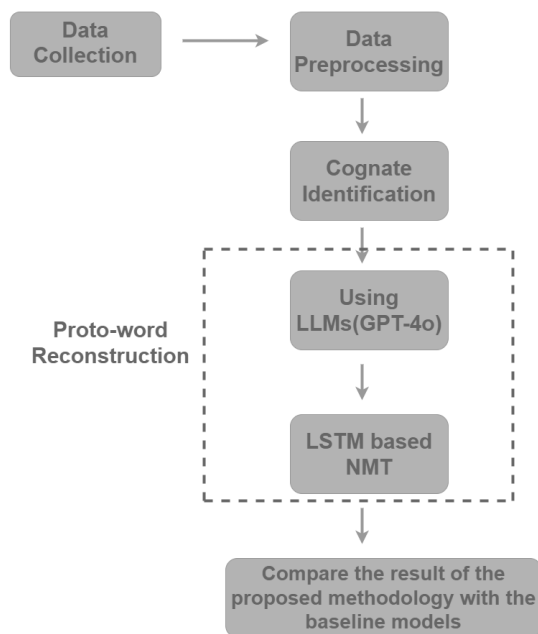 Data
Collection
Data
Preprocessing
Cognate
Identification
Proto-word
Reconstruction
Using
LLMs(GPT-4o)
LSTM based
NMT
Compare the result of the
proposed methodology with the
baseline models